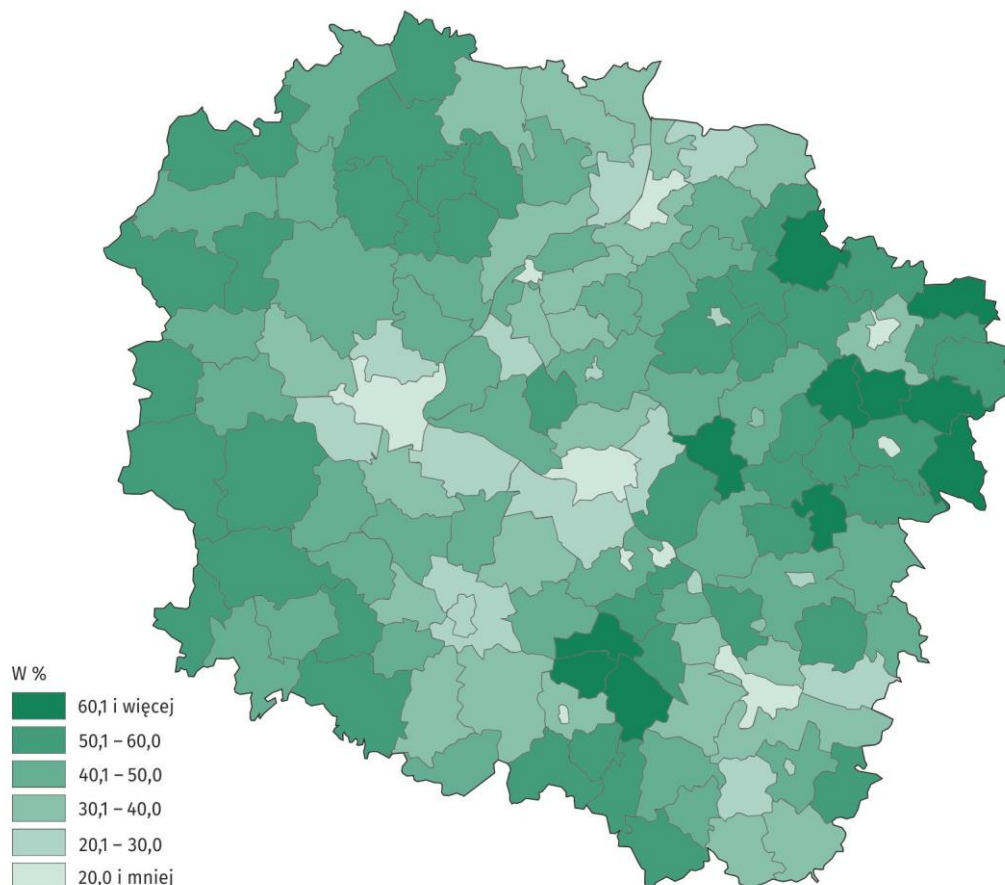 W %
60,1 i więcej
50,1 – 60,0
40,1 – 50,0
30,1 – 40,0
20,1 – 30,0
20,0 i mniej